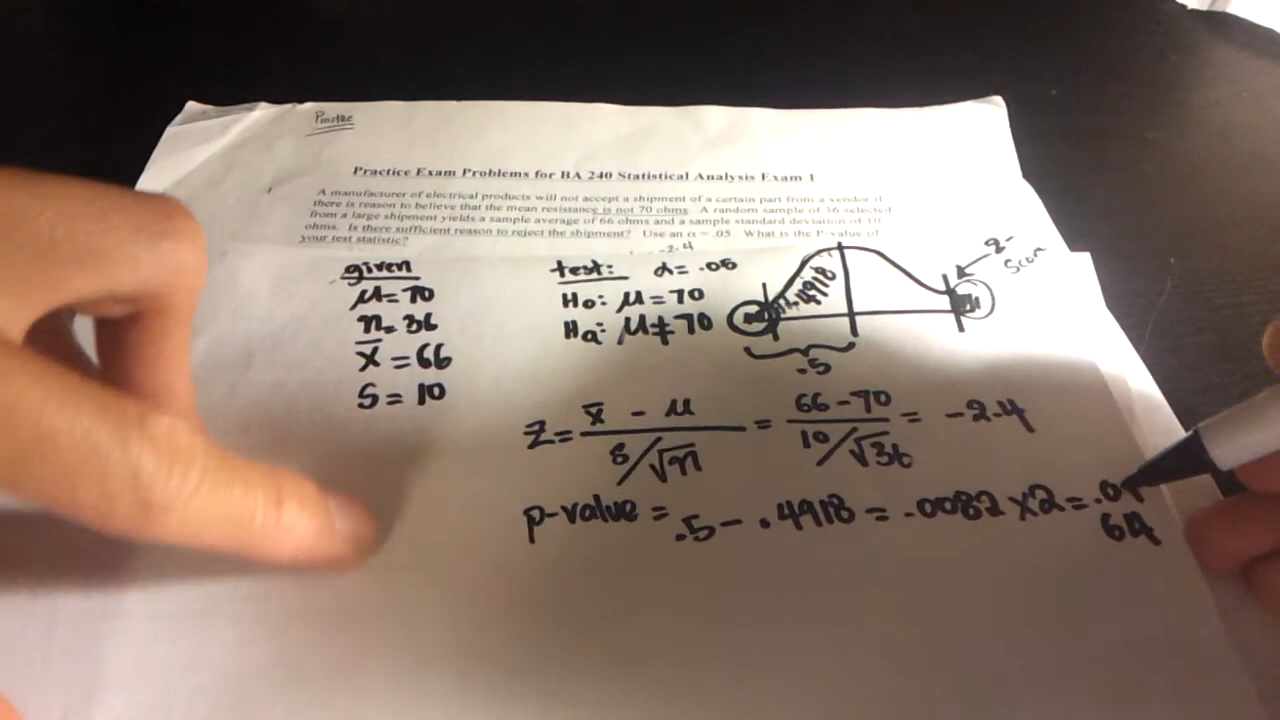 Practice
Practice Exam Problems for BA 240 Statistical Analysis Exam 1
1
A manufacturer of electrical products will not accept a shipment of a certain part from a vendor if
there is reason to believe that the mean resistance is not 70 ohms. A random sample of 36 selected
from a large shipment yields a sample average of 66 ohms and a sample standard deviation of 10
ohms. Is there sufficient reason to reject the shipment? Use an α = .05. What is the P-value of
your test statistic?
given
μ = 70
n = 36
x̄ = 66
S = 10
-2.4
test: α = .05
H₀: μ = 70
Hₐ: μ ≠ 70
.4918
.5
z-
Score
Z = x̄ - μ / s/√n = 66 - 70 / 10/√36 = -2.4
p-value = .5 - .4918 = .0082 × 2 = .01
64